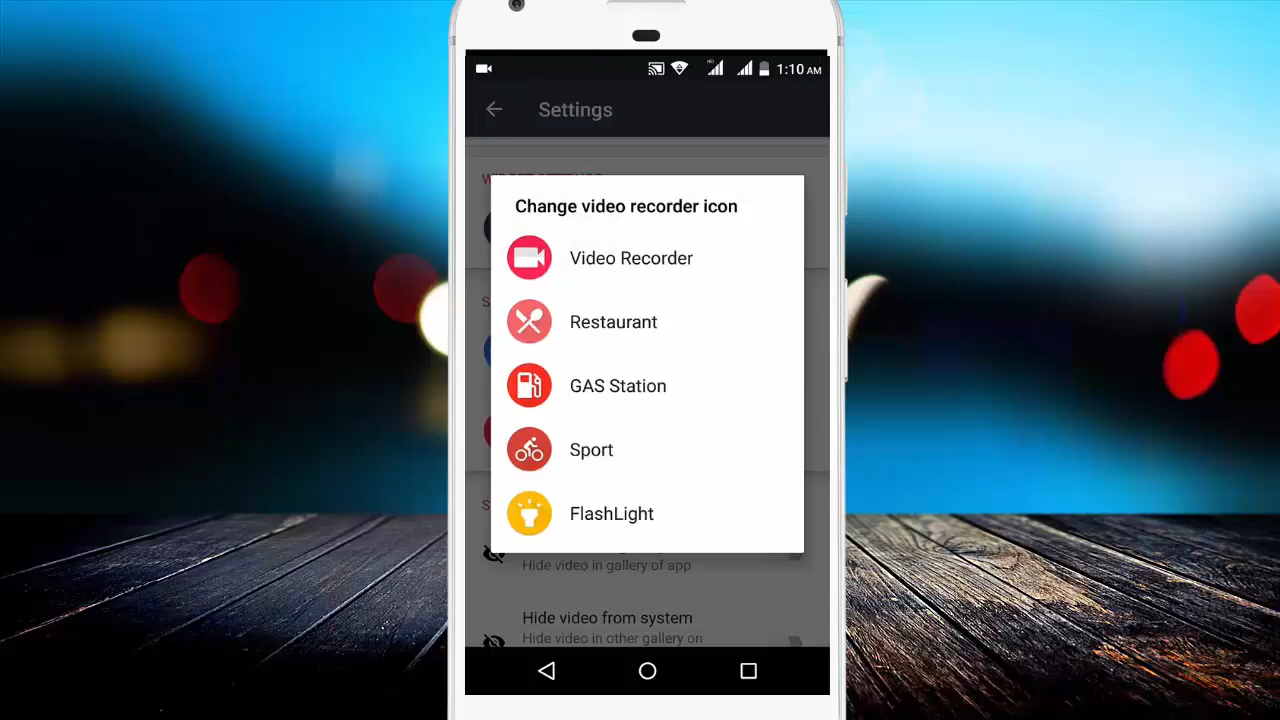 1:10 AM
Settings
Change video recorder icon
Video Recorder
Restaurant
GAS Station
Sport
FlashLight
Hide video in gallery of app
Hide video from system
Hide video in other gallery on